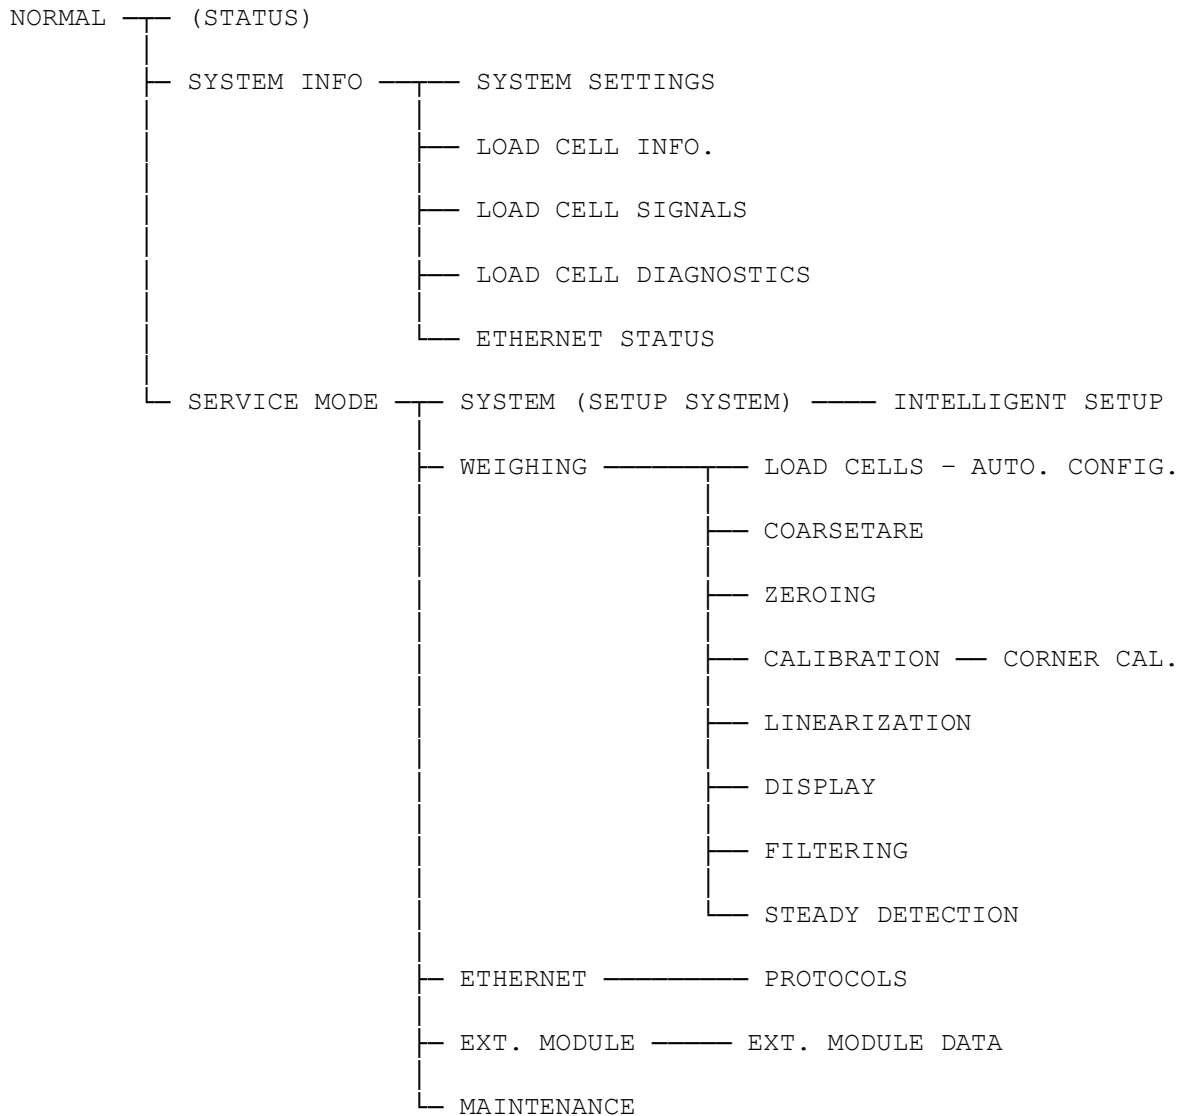 NORMAL (STATUS)
SYSTEM INFO SYSTEM SETTINGS
LOAD CELL INFO.
LOAD CELL SIGNALS
LOAD CELL DIAGNOSTICS
ETHERNET STATUS
SERVICE MODE SYSTEM (SETUP SYSTEM) INTELLIGENT SETUP
WEIGHING LOAD CELLS – AUTO. CONFIG.
COARSETARE
ZEROING
CALIBRATION CORNER CAL.
LINEARIZATION
DISPLAY
FILTERING
STEADY DETECTION
ETHERNET PROTOCOLS
EXT. MODULE EXT. MODULE DATA
MAINTENANCE